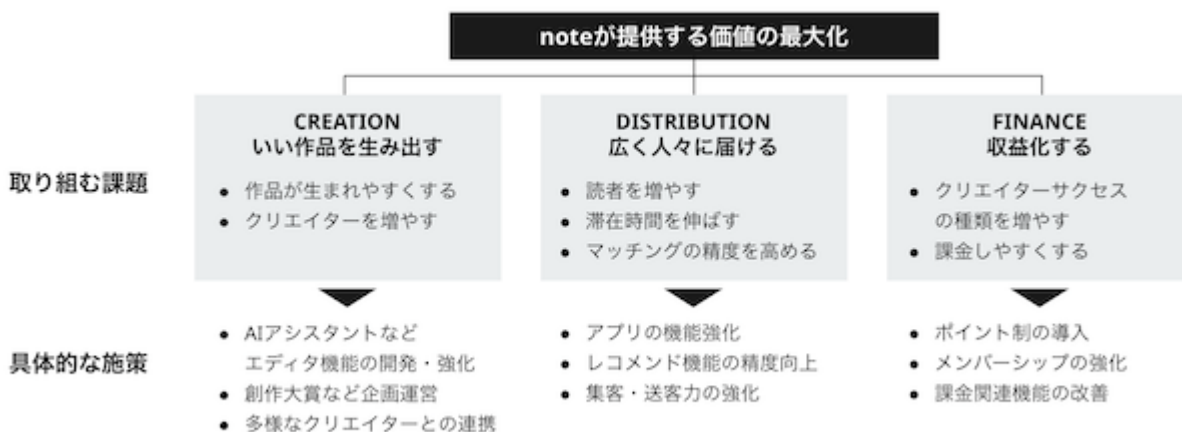 noteが提供する価値の最大化
取り組む課題
CREATION
いい作品を生み出す
● 作品が生まれやすくする
● クリエイターを増やす
DISTRIBUTION
広く人々に届ける
● 読者を増やす
● 滞在時間を伸ばす
● マッチングの精度を高める
FINANCE
収益化する
● クリエイターサクセス
の種類を増やす
● 課金しやすくする
具体的な施策
● AIアシスタントなど
エディタ機能の開発・強化
● 創作大賞など企画運営
● 多様なクリエイターとの連携
● アプリの機能強化
● レコメンド機能の精度向上
● 集客・送客力の強化
● ポイント制の導入
● メンバーシップの強化
● 課金関連機能の改善